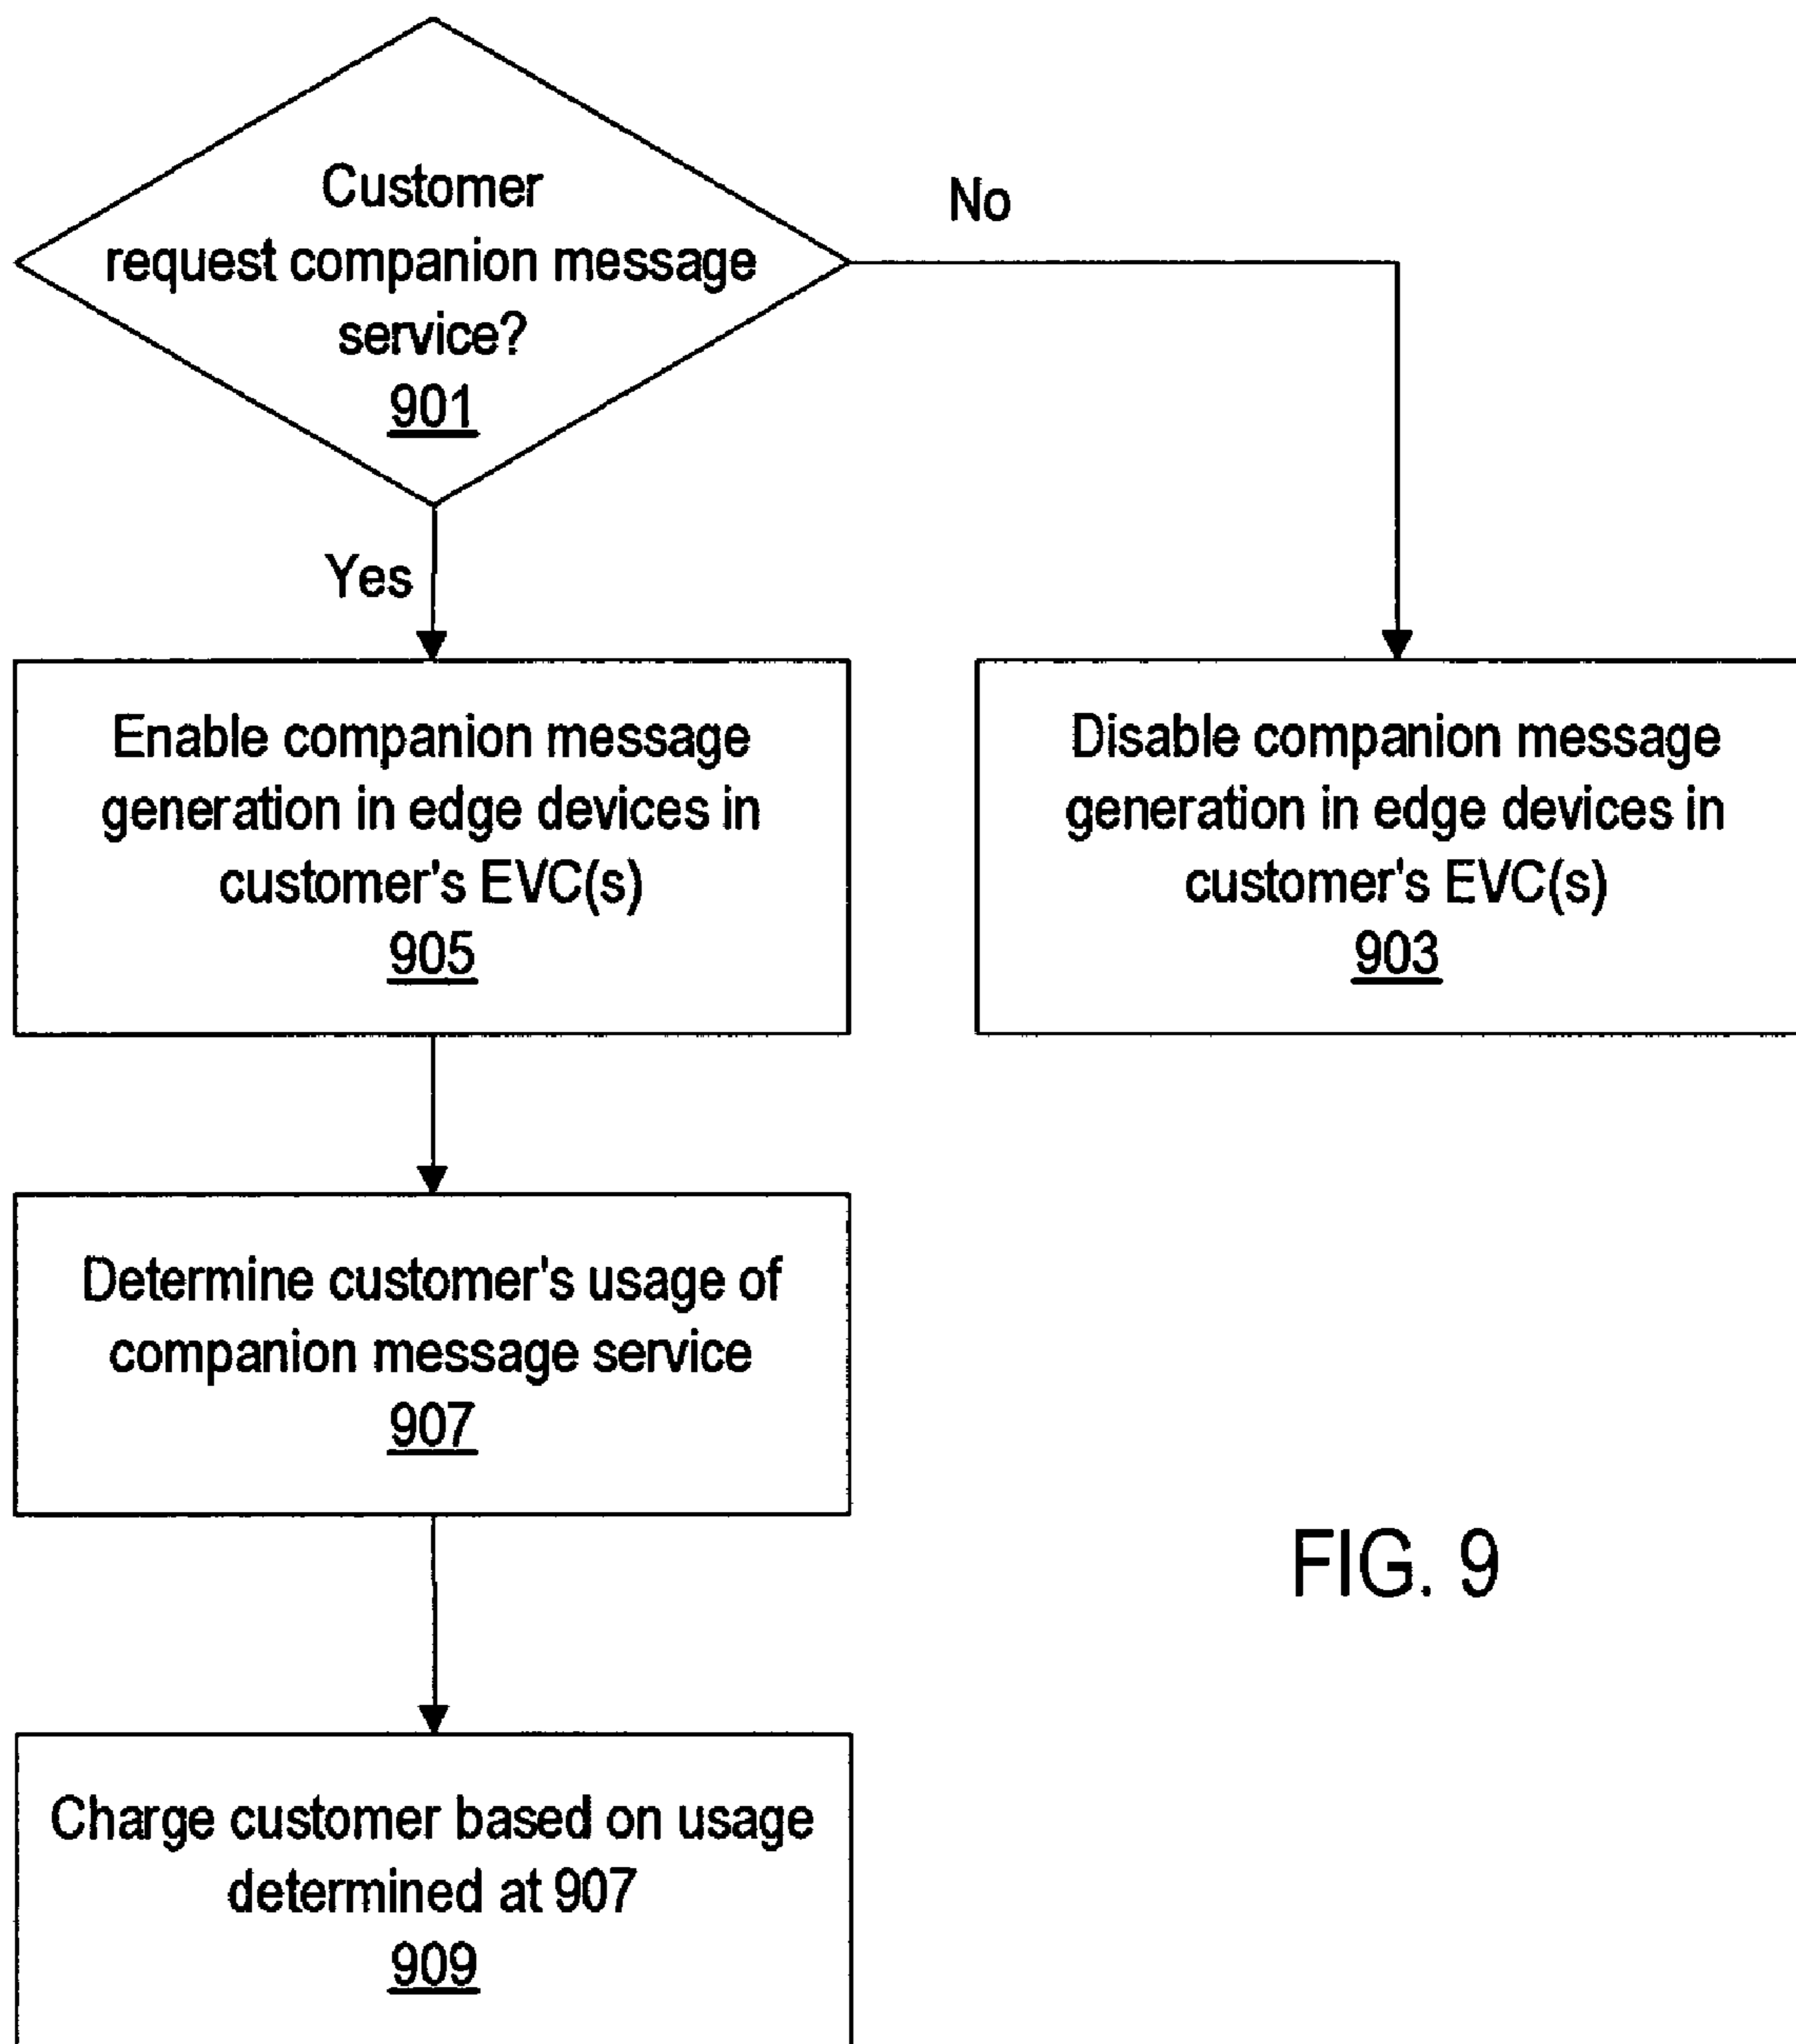 Customer
request companion message
service?
901
No
Yes
Enable companion message
generation in edge devices in
customer's EVC(s)
905
Disable companion message
generation in edge devices in
customer's EVC(s)
903
Determine customer's usage of
companion message service
907
Charge customer based on usage
determined at 907
909
FIG. 9